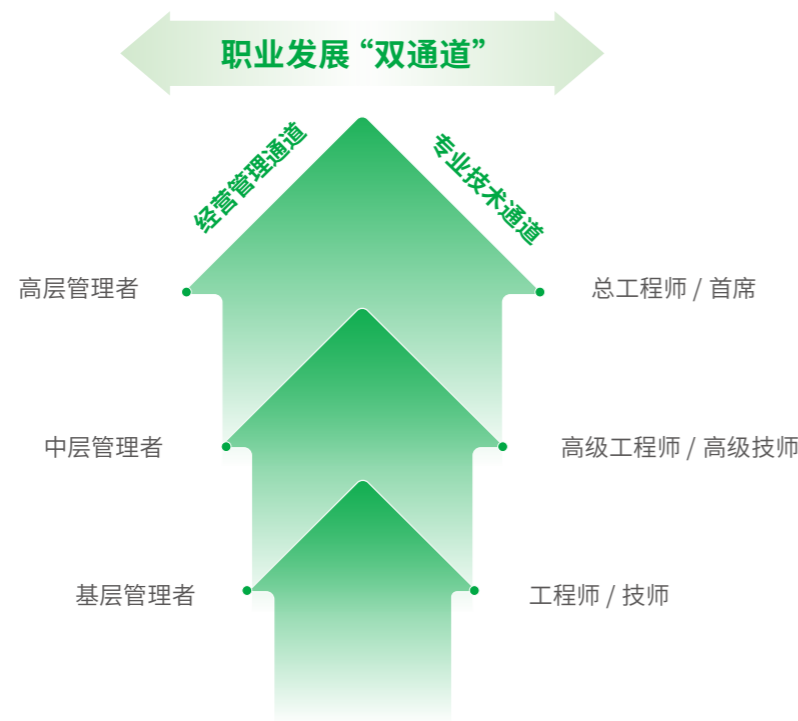 职业发展“双通道”
经营管理通道
专业技术通道
高层管理者
总工程师 / 首席
中层管理者
高级工程师 / 高级技师
基层管理者
工程师 / 技师